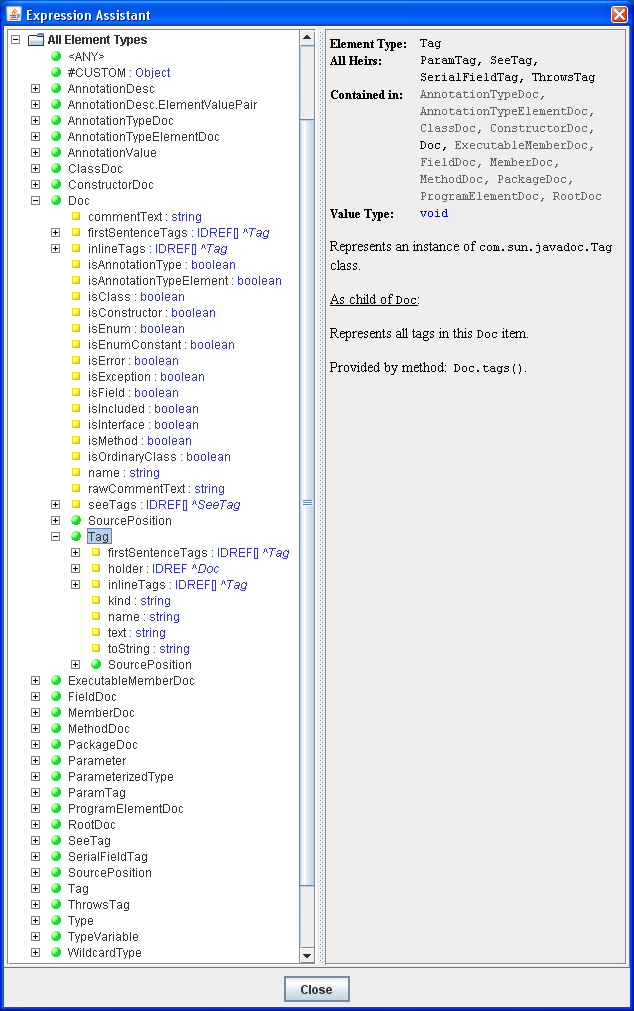 Expression Assistant
All Element Types
<ANY>
#CUSTOM : Object
AnnotationDesc
AnnotationDesc.ElementValuePair
AnnotationTypeDoc
AnnotationTypeElementDoc
AnnotationValue
ClassDoc
ConstructorDoc
Doc
commentText : string
firstSentenceTags : IDREF[] ^Tag
inlineTags : IDREF[] ^Tag
isAnnotationType : boolean
isAnnotationTypeElement : boolean
isClass : boolean
isConstructor : boolean
isEnum : boolean
isEnumConstant : boolean
isError : boolean
isException : boolean
isField : boolean
isIncluded : boolean
isInterface : boolean
isMethod : boolean
isOrdinaryClass : boolean
name : string
rawCommentText : string
seeTags : IDREF[] ^SeeTag
SourcePosition
Tag
firstSentenceTags : IDREF[] ^Tag
holder : IDREF ^Doc
inlineTags : IDREF[] ^Tag
kind : string
name : string
text : string
toString : string
SourcePosition
ExecutableMemberDoc
FieldDoc
MemberDoc
MethodDoc
PackageDoc
Parameter
ParameterizedType
ParamTag
ProgramElementDoc
RootDoc
SeeTag
SerialFieldTag
SourcePosition
Tag
ThrowsTag
Type
TypeVariable
WildcardType
Element Type: Tag
All Heirs: ParamTag, SeeTag,
SerialFieldTag, ThrowsTag
Contained in: AnnotationTypeDoc,
AnnotationTypeElementDoc,
ClassDoc, ConstructorDoc,
Doc, ExecutableMemberDoc,
FieldDoc, MemberDoc,
MethodDoc, PackageDoc,
ProgramElementDoc, RootDoc
Value Type: void
Represents an instance of com.sun.javadoc.Tag
class.
As child of Doc:
Represents all tags in this Doc item.
Provided by method: Doc.tags().
Close